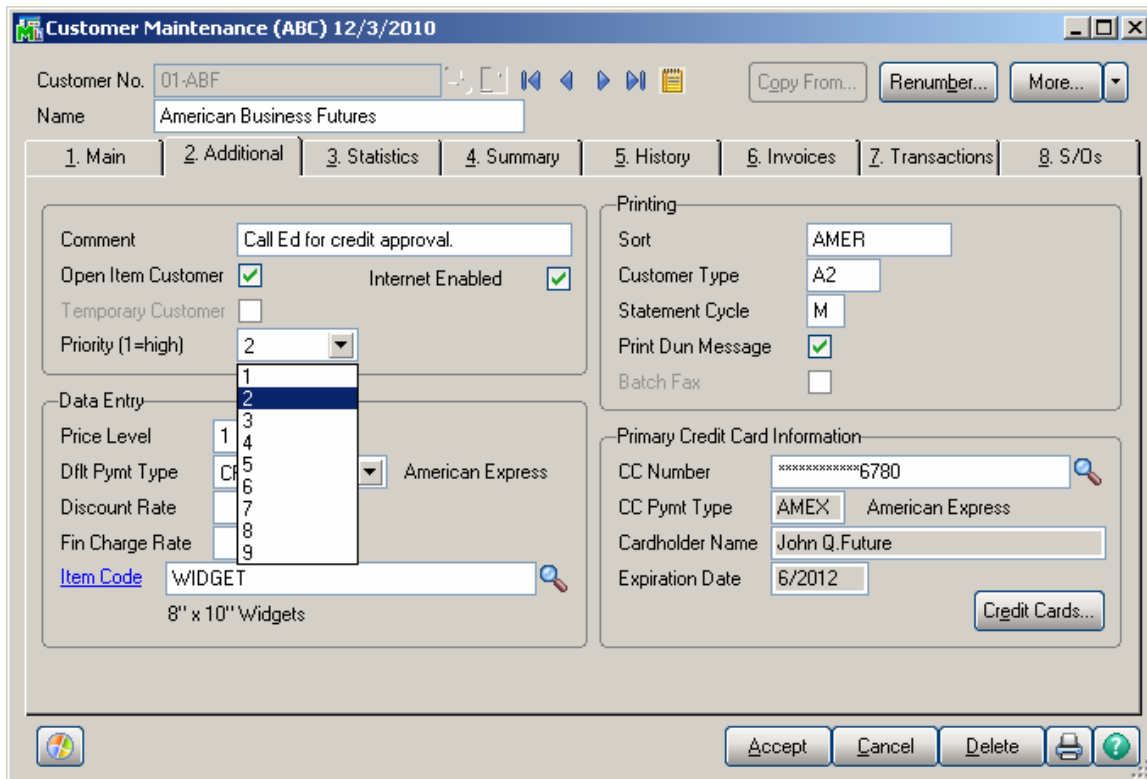 Customer Maintenance (ABC) 12/3/2010
Customer No. 01-ABF Copy From... Renumber... More...
Name American Business Futures
1. Main 2. Additional 3. Statistics 4. Summary 5. History 6. Invoices 7. Transactions 8. S/Os
Comment Call Ed for credit approval.
Open Item Customer Internet Enabled
Temporary Customer
Priority (1=high) 2
1
2
3
4
5
6
7
8
9
Data Entry
Price Level 1
Dflt Pymt Type American Express
Discount Rate
Fin Charge Rate
Item Code WIDGET
8" x 10" Widgets
Printing
Sort AMER
Customer Type A2
Statement Cycle M
Print Dun Message
Batch Fax
Primary Credit Card Information
CC Number ************6780
CC Pymt Type AMEX American Express
Cardholder Name John Q.Future
Expiration Date 6/2012
Credit Cards...
Accept Cancel Delete